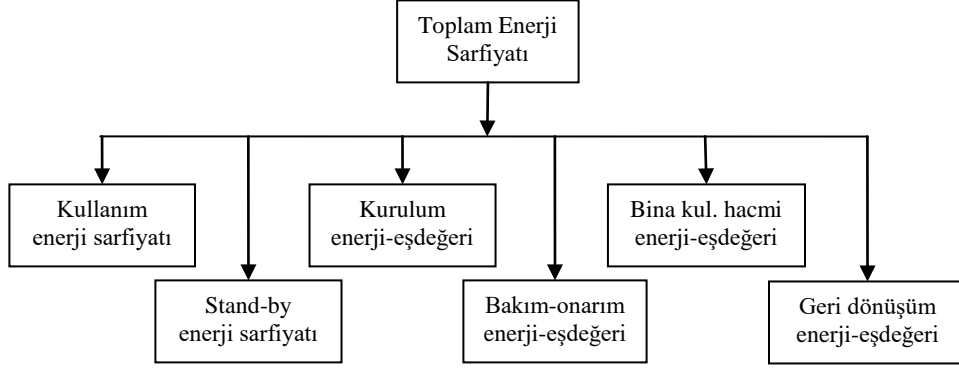 Toplam Enerji
Sarfiyatı
Kullanım
enerji sarfiyatı
Kurulum
enerji-eşdeğeri
Bina kul. hacmi
enerji-eşdeğeri
Stand-by
enerji sarfiyatı
Bakım-onarım
enerji-eşdeğeri
Geri dönüşüm
enerji-eşdeğeri